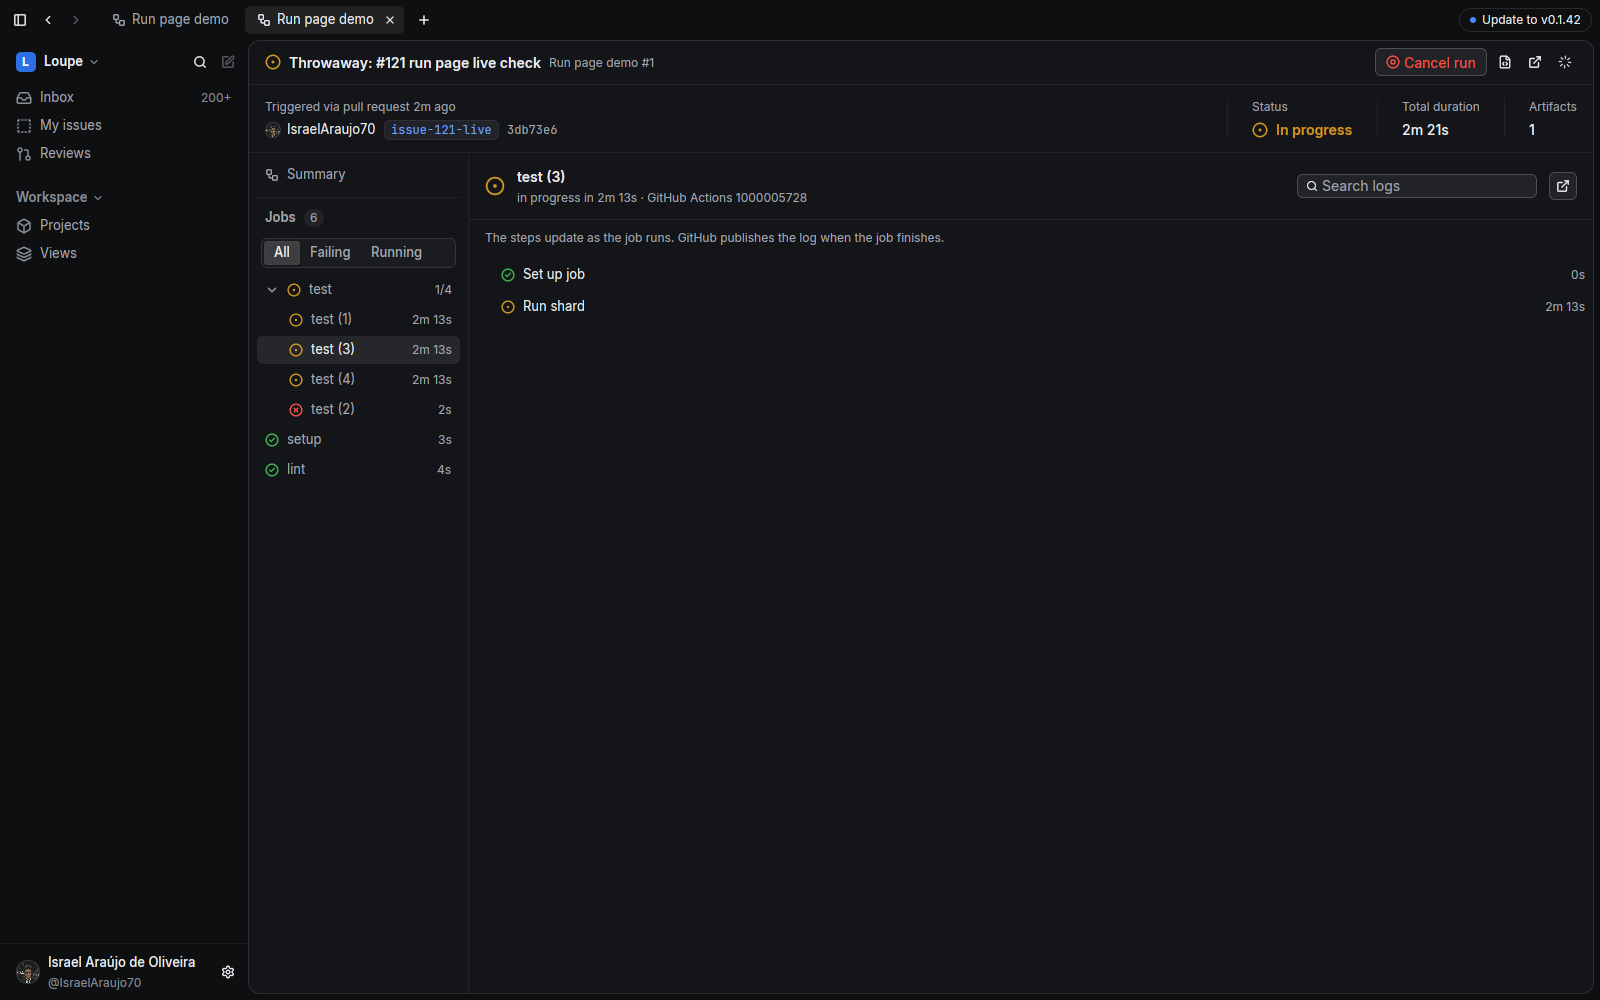 Run page demo
Run page demo
Update to v0.1.42
L Loupe
Inbox 200+
My issues
Reviews
Workspace
Projects
Views
Throwaway: #121 run page live check Run page demo #1
Cancel run
Triggered via pull request 2m ago
IsraelAraujo70 issue-121-live 3db73e6
Status
In progress
Total duration
2m 21s
Artifacts
1
Summary
Jobs 6
All Failing Running
test 1/4
test (1) 2m 13s
test (3) 2m 13s
test (4) 2m 13s
test (2) 2s
setup 3s
lint 4s
test (3)
in progress in 2m 13s · GitHub Actions 1000005728
Search logs
The steps update as the job runs. GitHub publishes the log when the job finishes.
Set up job 0s
Run shard 2m 13s
Israel Araújo de Oliveira
@IsraelAraujo70